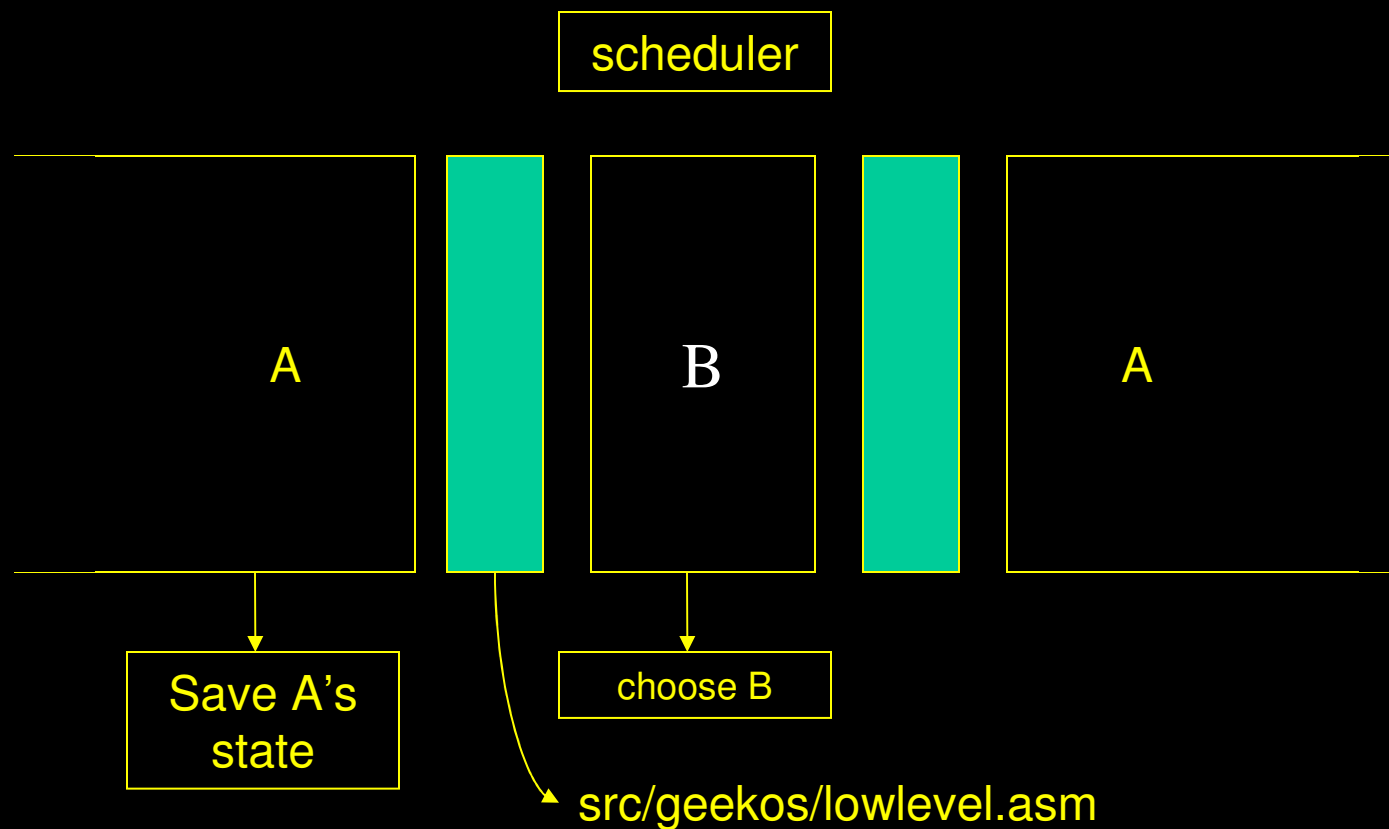 scheduler
A
B
A
Save A's
state
choose B
src/geekos/lowlevel.asm